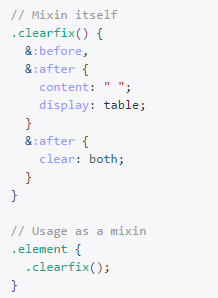 // Mixin itself
.clearfix() {
  &:before,
  &:after {
    content: " ";
    display: table;
  }
  &:after {
    clear: both;
  }
}

// Usage as a mixin
.element {
  .clearfix();
}